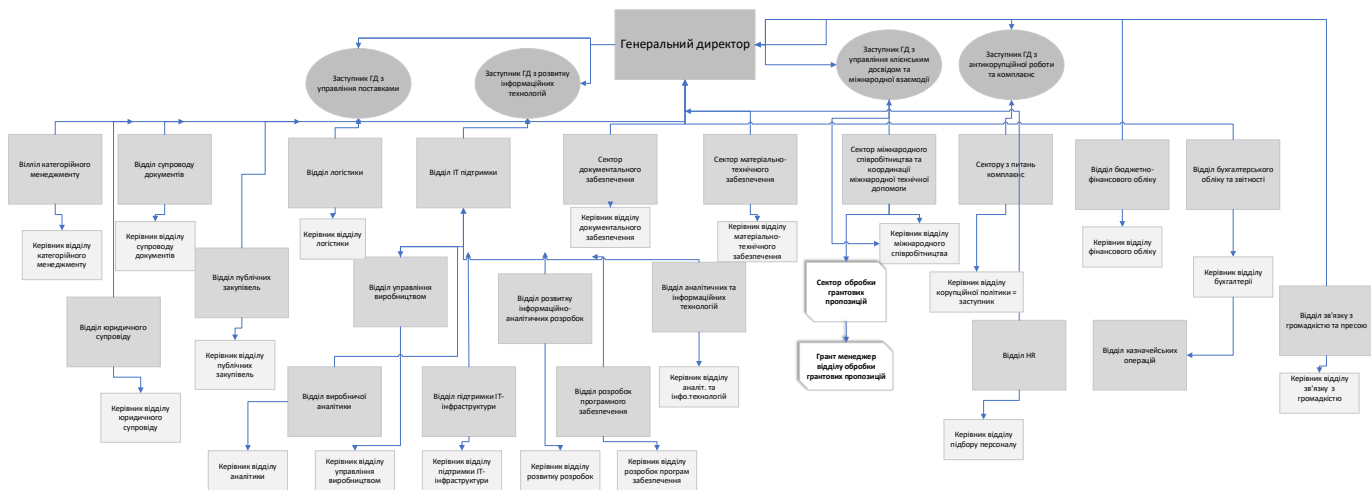 Генеральний директор
Заступник ГД з
управління поставками
Заступник ГД з розвитку
інформаційних
технологій
Заступник ГД з
управління клієнським
досвідом та
міжнародної взаємодії
Заступник ГД з
антикорупційної роботи
та комплаєнс
Вілліл категорійного
менеджменту
Відділ супроводу
документів
Відділ логістики
Відділ ІТ підтримки
Сектор
документального
забезпечення
Сектор матеріально-
технічного забезпечення
Сектор міжнародного
співробітництва та
координації
міжнародної технічної
допомоги
Сектору з питань
комплаєнс
Відділ бюджетно-
фінансового обліку
Відділ бухгалтерського
обліку та звітності
Керівник відділу
категорійного
менеджменту
Керівник відділу
супроводу
документів
Керівник відділу
логістики
Керівник відділу
документального
забезпечення
Керівник відділу
матеріально-
технічного
забезпечення
Керівник відділу
міжнародного
співробітництва
Керівник відділу
фінансового обліку
Відділ публічних
закупівель
Відділ управління
виробництвом
Відділ розвитку
інформаційно-
аналітичних розробок
Відділ аналітичних та
інформаційних
технологій
Сектор обробки
грантових
пропозицій
Керівник відділу
корупційної політики =
заступник
Керівник відділу
бухгалтерії
Відділ юридичного
супровіду
Відділ зв'язку з
громадкістю та пресою
Керівник відділу
публічних
закупівель
Грант менеджер
відділу обробки
грантових пропозицій
Відділ HR
Відділ казначейських
операцій
Керівник відділу
аналіт. та
інфо.технологій
Керівник відділу
зв'язку з
громадкістю
Відділ виробничої
аналітики
Відділ підтримки ІТ-
інфраструктури
Відділ розробок
програмного
забезпечення
Керівник відділу
юридичного
супровіду
Керівник відділу
підбору персоналу
Керівник відділу
аналітики
Керівник відділу
управління
виробництвом
Керівник відділу
підтримки ІТ-
інфраструктури
Керівник відділу
розвитку розробок
Керівник відділу
розробок програм
забезпечення